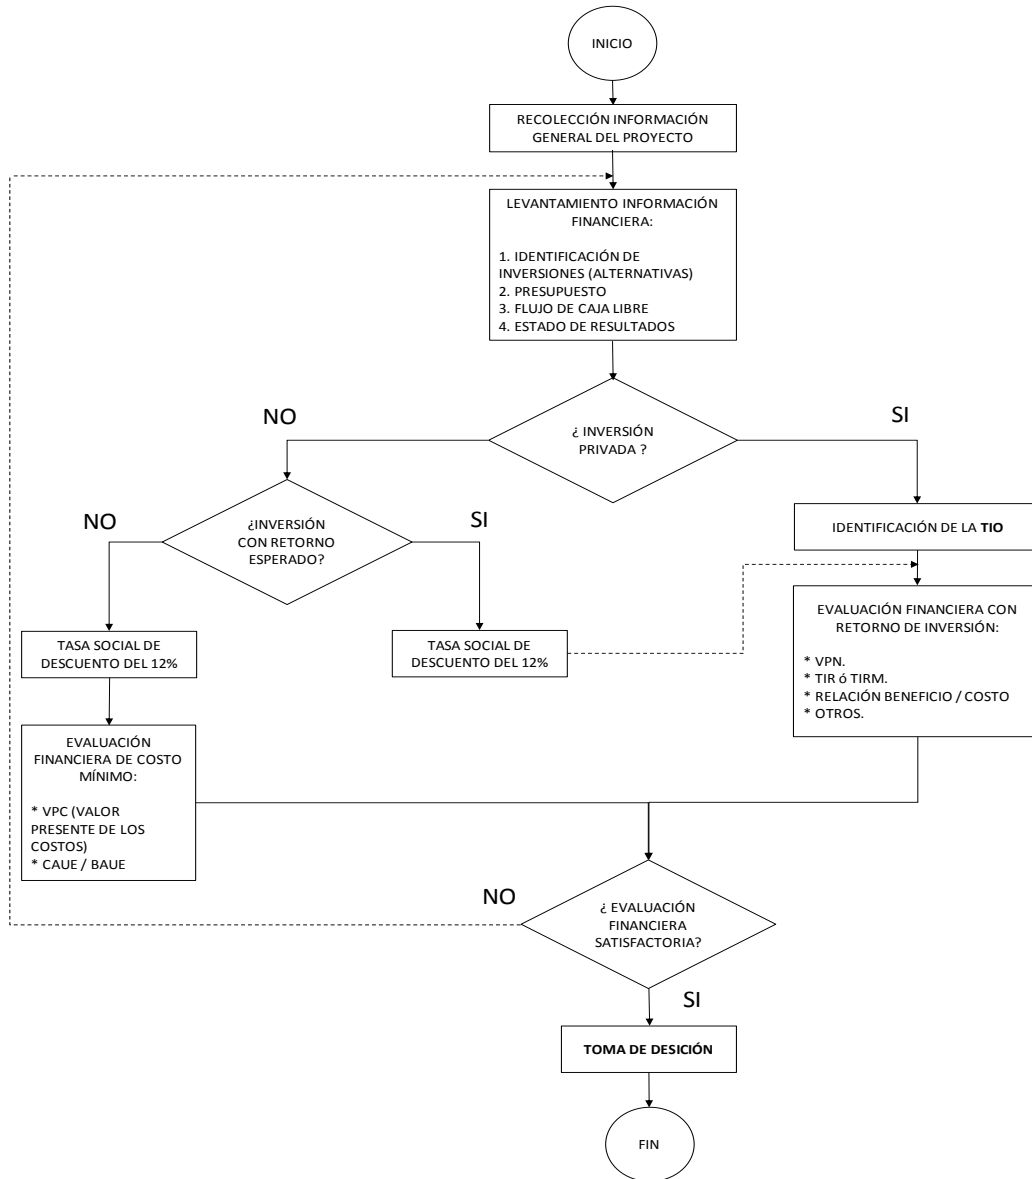 INICIO
RECOLECCIÓN INFORMACIÓN
GENERAL DEL PROYECTO
LEVANTAMIENTO INFORMACIÓN
FINANCIERA:
1. IDENTIFICACIÓN DE
INVERSIONES (ALTERNATIVAS)
2. PRESUPUESTO
3. FLUJO DE CAJA LIBRE
4. ESTADO DE RESULTADOS
NO
SI
¿ INVERSIÓN
PRIVADA ?
NO
SI
¿INVERSIÓN
CON RETORNO
ESPERADO?
IDENTIFICACIÓN DE LA TIO
TASA SOCIAL DE
DESCUENTO DEL 12%
TASA SOCIAL DE
DESCUENTO DEL 12%
EVALUACIÓN FINANCIERA CON
RETORNO DE INVERSIÓN:
* VPN.
* TIR ó TIRM.
* RELACIÓN BENEFICIO / COSTO
* OTROS.
EVALUACIÓN
FINANCIERA DE COSTO
MÍNIMO:
* VPC (VALOR
PRESENTE DE LOS
COSTOS)
* CAUE / BAUE
NO
¿ EVALUACIÓN
FINANCIERA
SATISFACTORIA?
SI
TOMA DE DESICIÓN
FIN